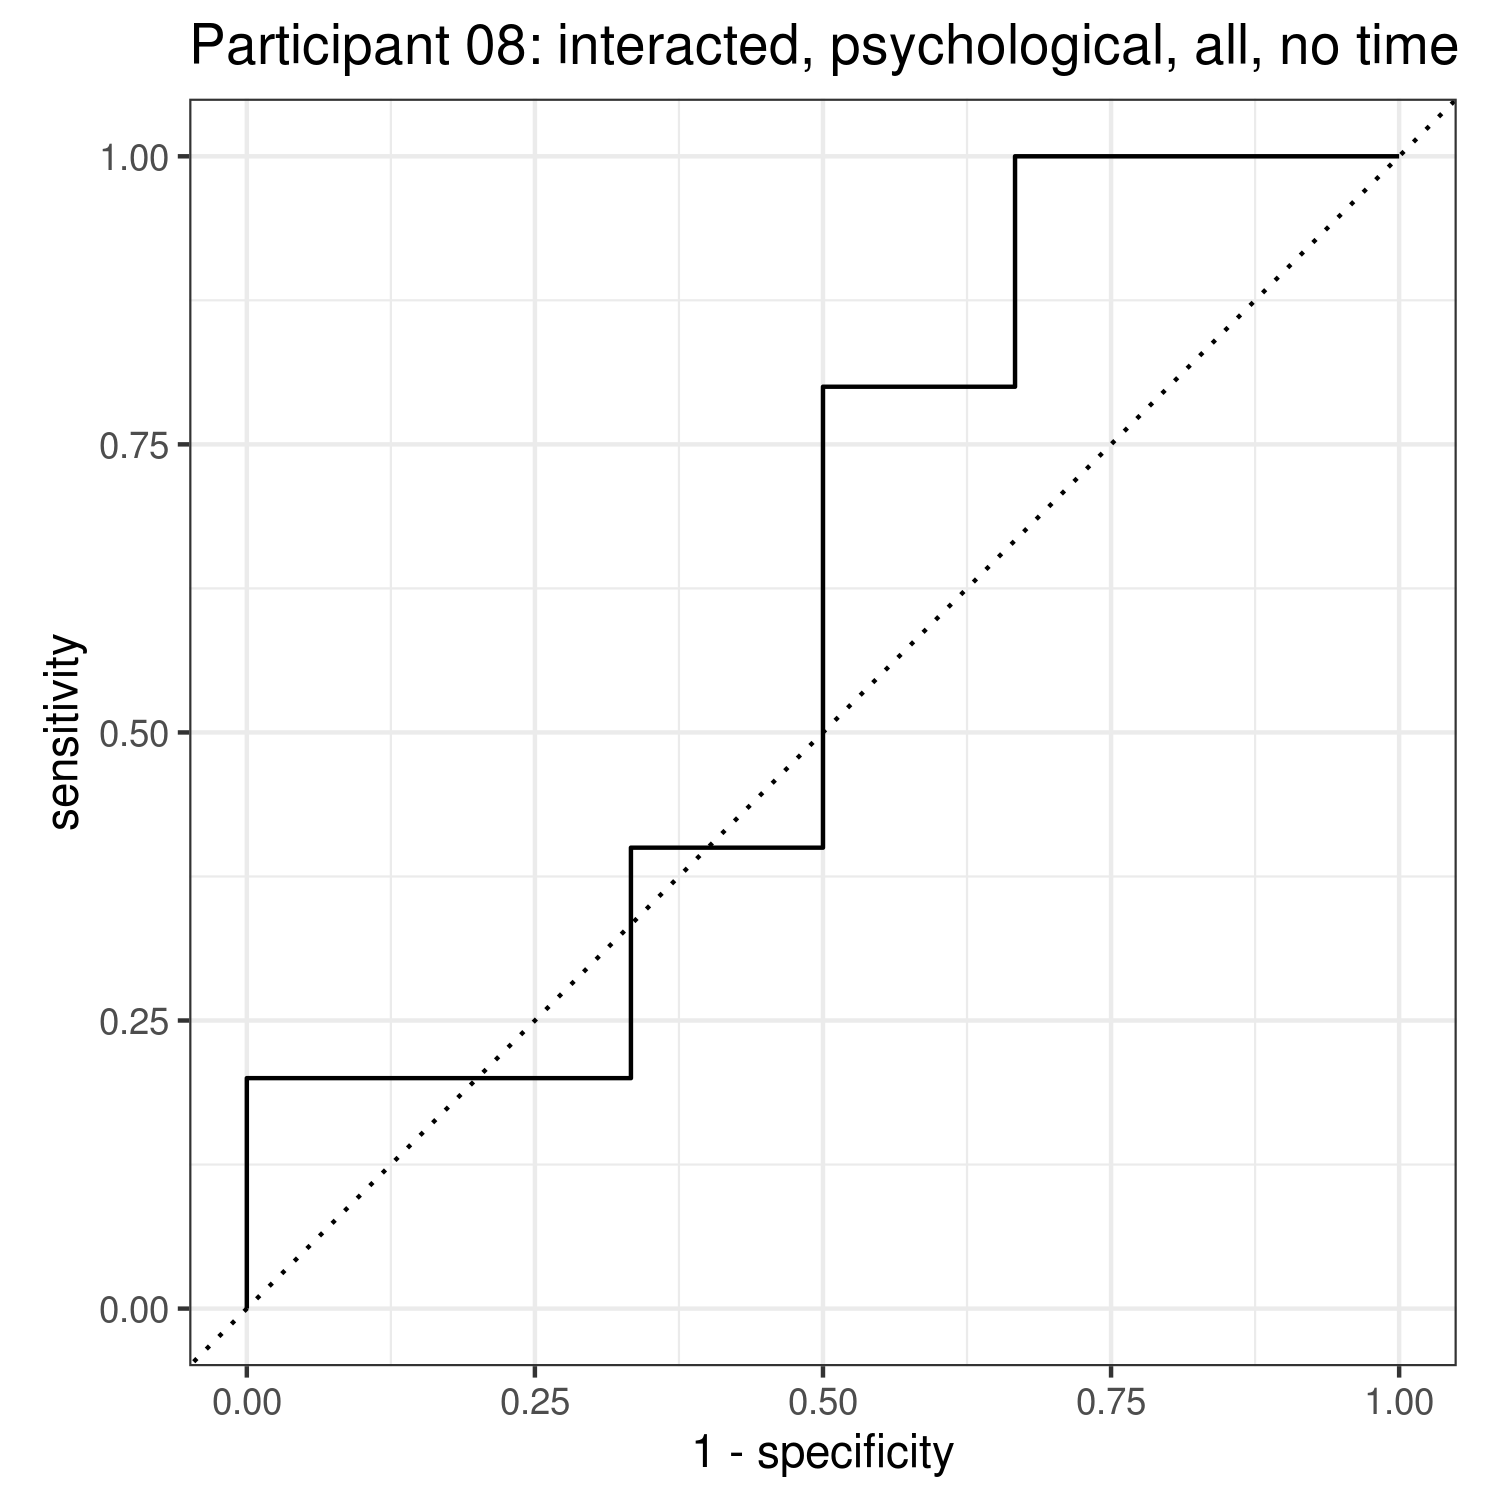 Participant 08: interacted, psychological, all, no time
1.00
0.75
0.50
0.25
0.00
sensitivity
0.00 0.25 0.50 0.75 1.00
1 - specificity